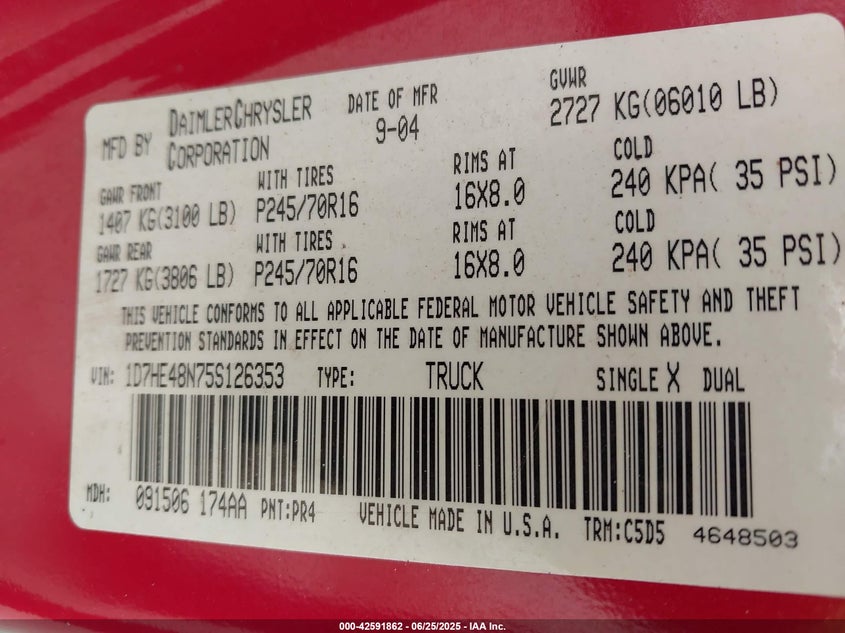 MFD BY DAIMLERCHRYSLER CORPORATION DATE OF MFR 9-04 GVWR 2727 KG(06010 LB)
GAWR FRONT WITH TIRES RIMS AT COLD
1407 KG(3100 LB) P245/70R16 16X8.0 240 KPA( 35 PSI)
GAWR REAR WITH TIRES RIMS AT COLD
1727 KG(3806 LB) P245/70R16 16X8.0 240 KPA( 35 PSI)
THIS VEHICLE CONFORMS TO ALL APPLICABLE FEDERAL MOTOR VEHICLE SAFETY AND THEFT
PREVENTION STANDARDS IN EFFECT ON THE DATE OF MANUFACTURE SHOWN ABOVE.
VIN: 1D7HE48N75S126353 TYPE: TRUCK SINGLE X DUAL
MDH: 091506 174AA PNT:PR4 VEHICLE MADE IN U.S.A. TRM:C5D5 4648503
000-42591862 - 06/25/2025 - IAA Inc.